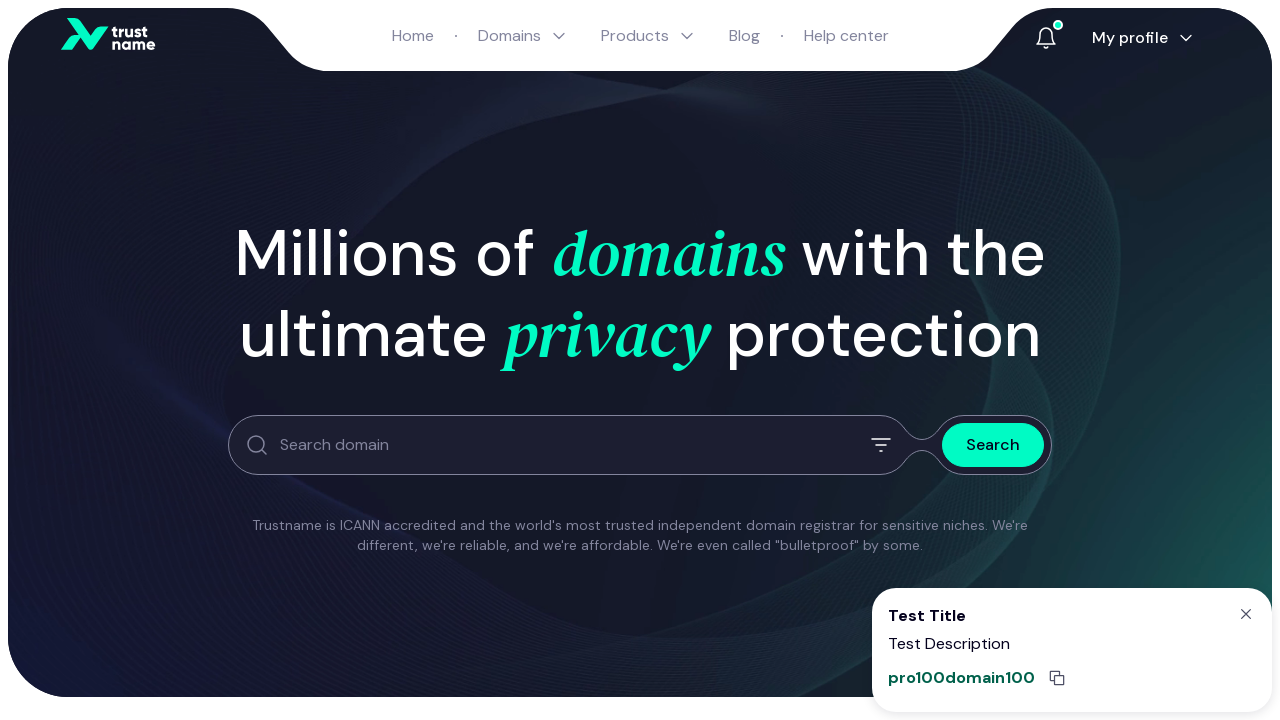 trust
name
Home · Domains Products Blog · Help center
My profile
Millions of domains with the
ultimate privacy protection
Search domain
Search
Trustname is ICANN accredited and the world's most trusted independent domain registrar for sensitive niches. We're
different, we're reliable, and we're affordable. We're even called "bulletproof" by some.
Test Title
Test Description
pro100domain100